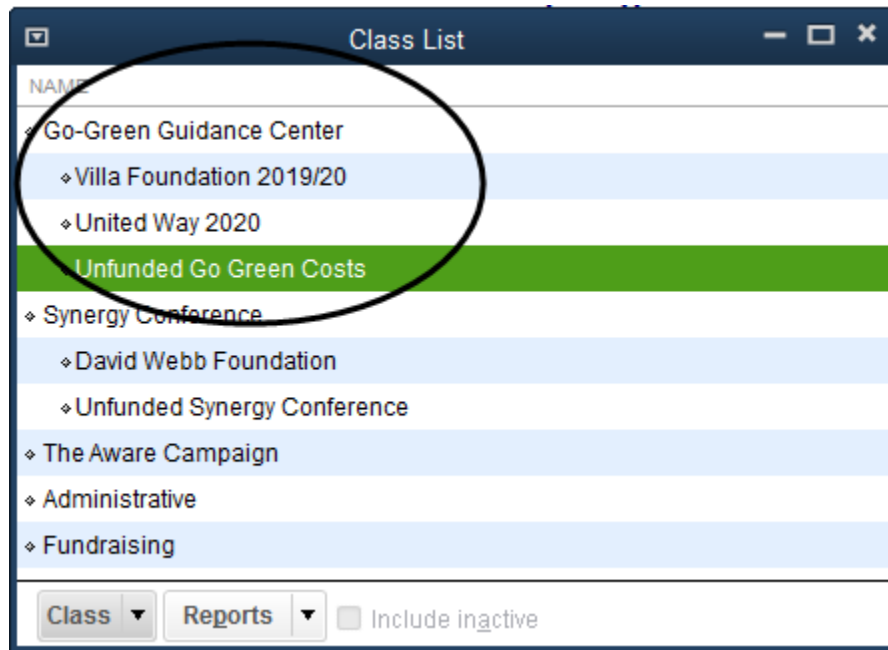 Class List
NAME
Go-Green Guidance Center
Villa Foundation 2019/20
United Way 2020
Unfunded Go Green Costs
Synergy Conference
David Webb Foundation
Unfunded Synergy Conference
The Aware Campaign
Administrative
Fundraising
Class Reports Include inactive